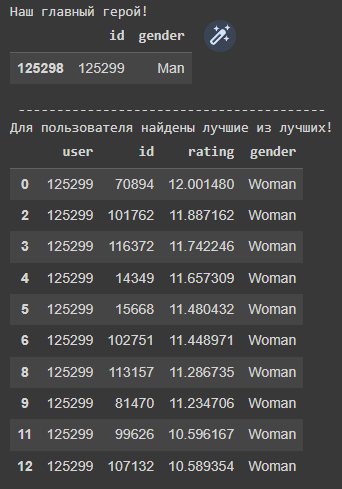 Наш главный герой!
id gender
125298 125299 Man
---------------------------------------
Для пользователя найдены лучшие из лучших!
user id rating gender
0 125299 70894 12.001480 Woman
2 125299 101762 11.887162 Woman
3 125299 116372 11.742246 Woman
4 125299 14349 11.657309 Woman
5 125299 15668 11.480432 Woman
6 125299 102751 11.448971 Woman
8 125299 113157 11.286735 Woman
9 125299 81470 11.234706 Woman
11 125299 99626 10.596167 Woman
12 125299 107132 10.589354 Woman